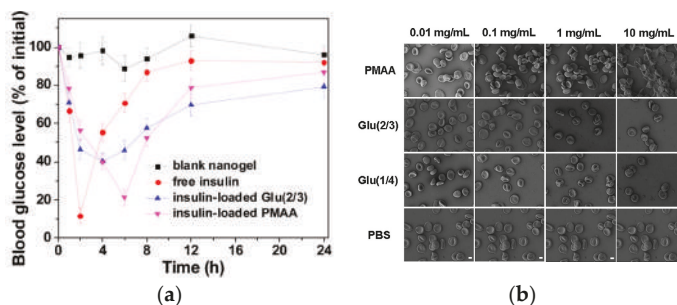 Blood glucose level (% of initial)
100
80
60
40
20
0
blank nanogel
free insulin
insulin-loaded Glu(2/3)
insulin-loaded PMAA
0 4 8 12 16 20 24
Time (h)
(a)
0.01 mg/mL 0.1 mg/mL 1 mg/mL 10 mg/mL
PMAA
Glu(2/3)
Glu(1/4)
PBS
(b)